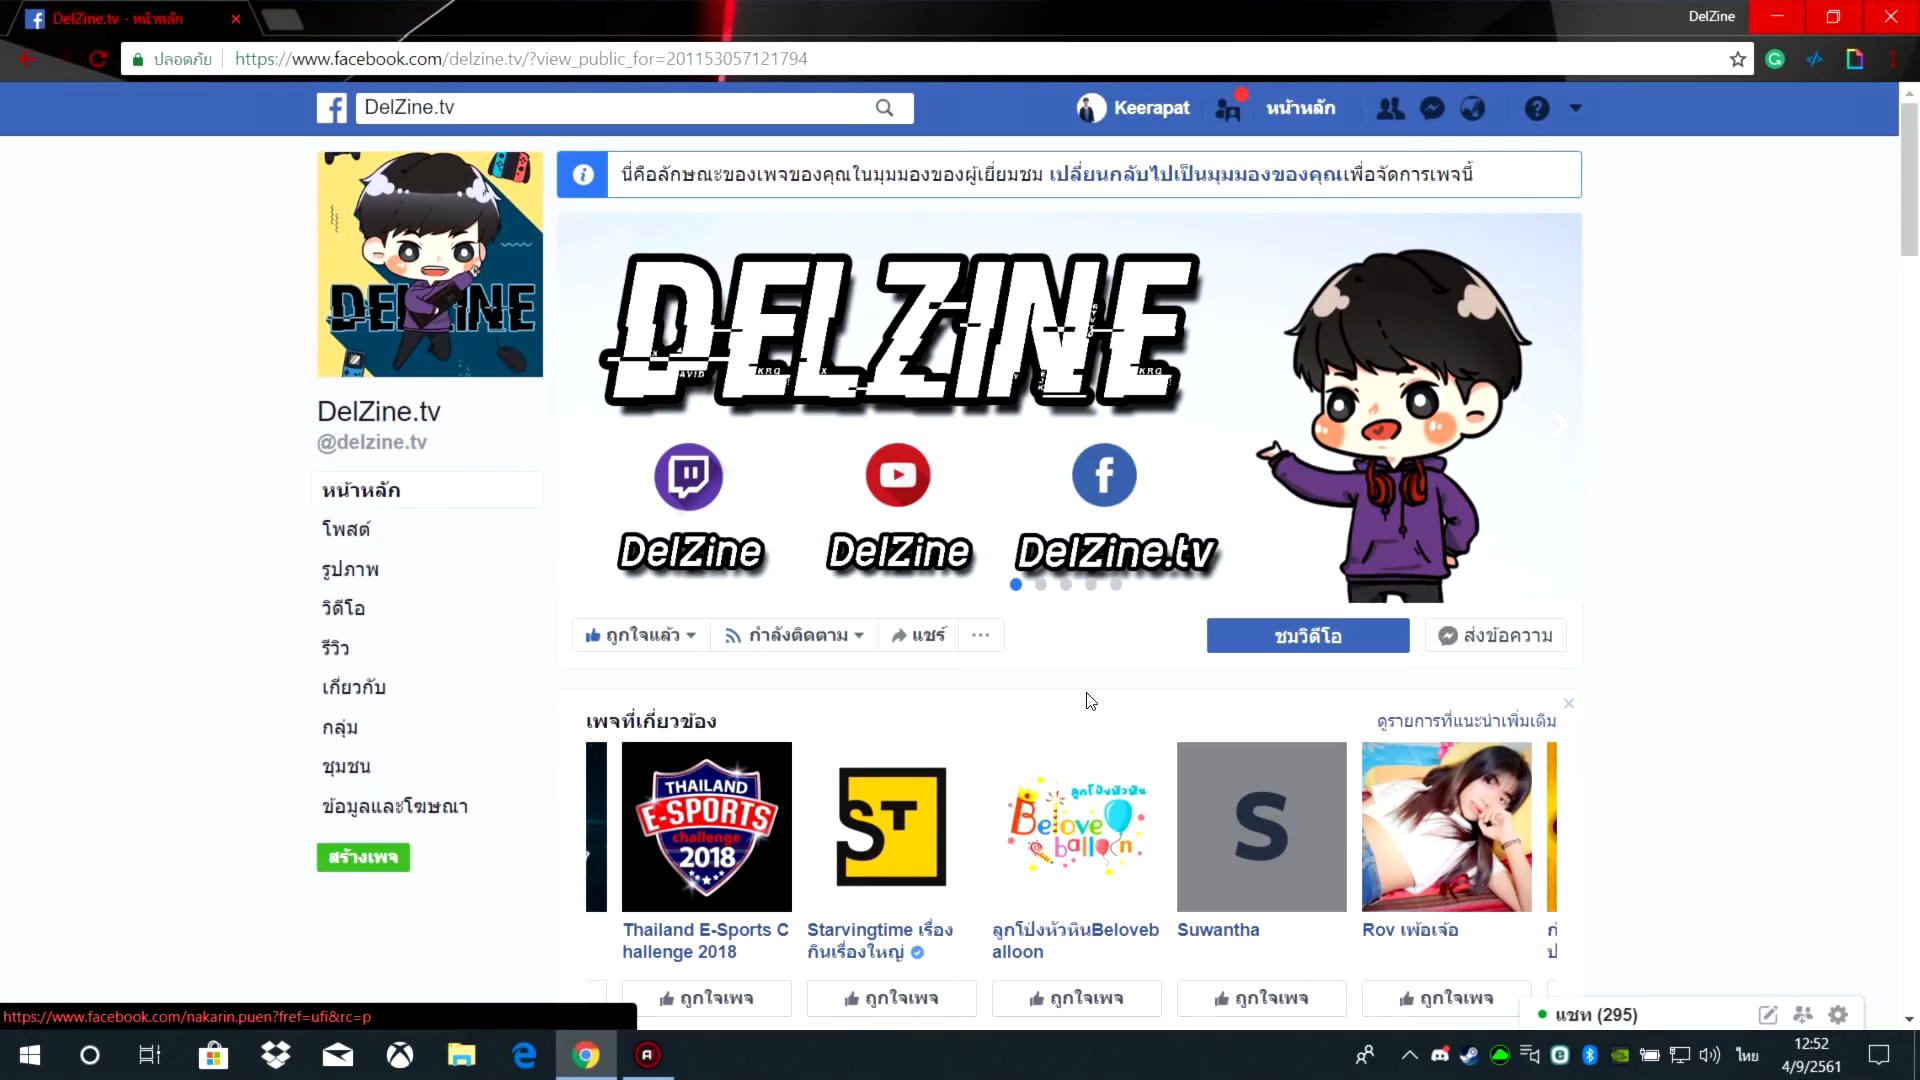 DelZine.tv - หน้าหลัก
DelZine
ปลอดภัย
https://www.facebook.com/delzine.tv/?view_public_for=201153057121794
DelZine.tv
Keerapat
หน้าหลัก
นี่คือลักษณะของเพจของคุณในมุมมองของผู้เยี่ยมชม เปลี่ยนกลับไปเป็นมุมมองของคุณเพื่อจัดการเพจนี้
DELZINE
DELZINE
DelZine
DelZine
DelZine.tv
DelZine.tv
@delzine.tv
หน้าหลัก
โพสต์
รูปภาพ
วิดีโอ
รีวิว
เกี่ยวกับ
กลุ่ม
ชุมชน
ข้อมูลและโฆษณา
สร้างเพจ
ถูกใจแล้ว
กำลังติดตาม
แชร์
ชมวิดีโอ
ส่งข้อความ
เพจที่เกี่ยวข้อง
ดูรายการที่แนะนำเพิ่มเติม
THAILAND
E-SPORTS
challenge
2018
ST
ลูกโป่งหัวหิน
Belove
balloon
S
Thailand E-Sports C
hallenge 2018
Starvingtime เรื่อง
กินเรื่องใหญ่
ลูกโป่งหัวหินBeloveb
alloon
Suwantha
Rov เพ้อเจ้อ
ถูกใจเพจ
ถูกใจเพจ
ถูกใจเพจ
ถูกใจเพจ
ถูกใจเพจ
แชท (295)
https://www.facebook.com/nakarin.puen?fref=ufi&rc=p
ไทย
12:52
4/9/2561